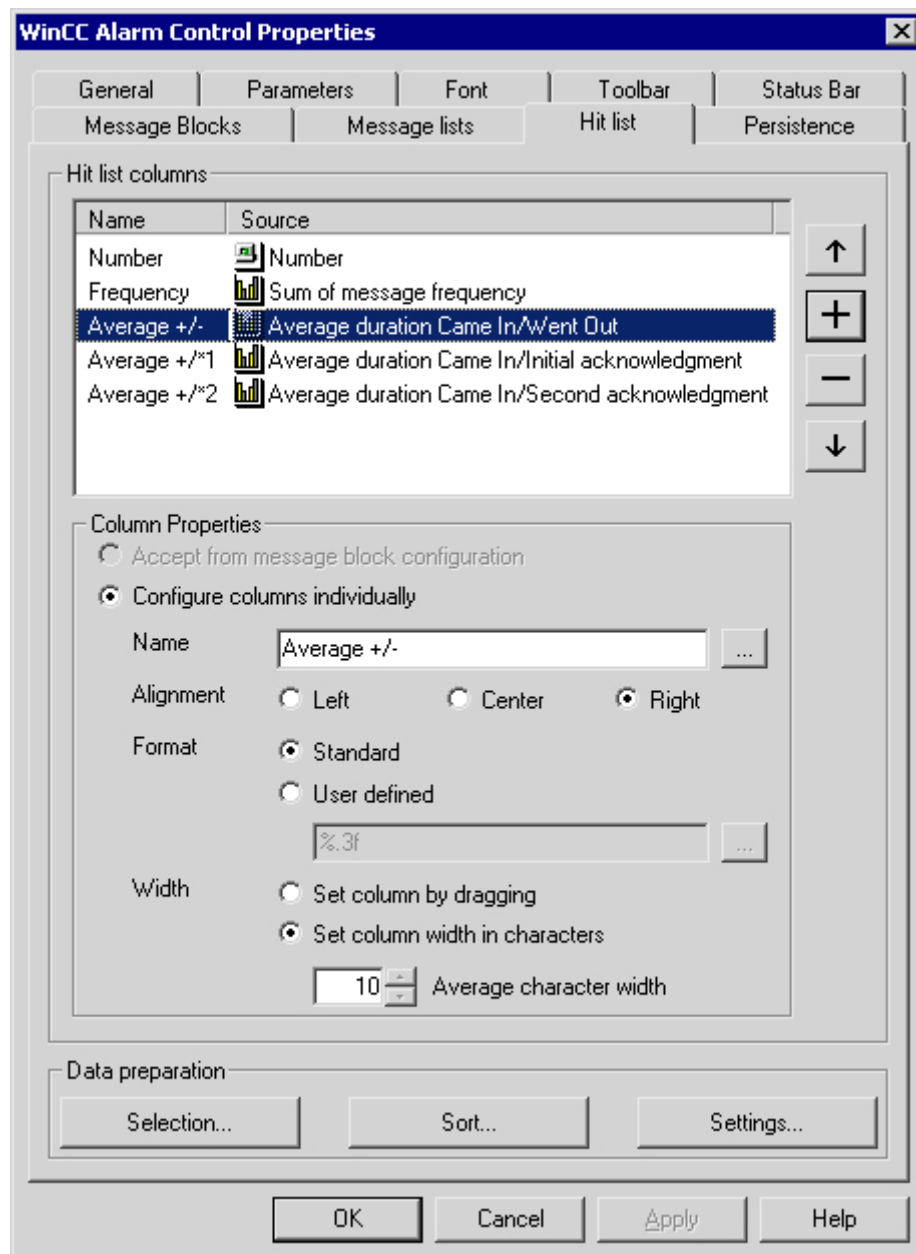 WinCC Alarm Control Properties
General Parameters Font Toolbar Status Bar
Message Blocks Message lists Hit list Persistence
Hit list columns
Name Source
Number Number
Frequency Sum of message frequency
Average +/- Average duration Came In/Went Out
Average +/*1 Average duration Came In/Initial acknowledgment
Average +/*2 Average duration Came In/Second acknowledgment
Column Properties
Accept from message block configuration
Configure columns individually
Name Average +/- ...
Alignment Left Center Right
Format Standard
User defined
%.3f ...
Width Set column by dragging
Set column width in characters
10 Average character width
Data preparation
Selection... Sort... Settings...
OK Cancel Apply Help